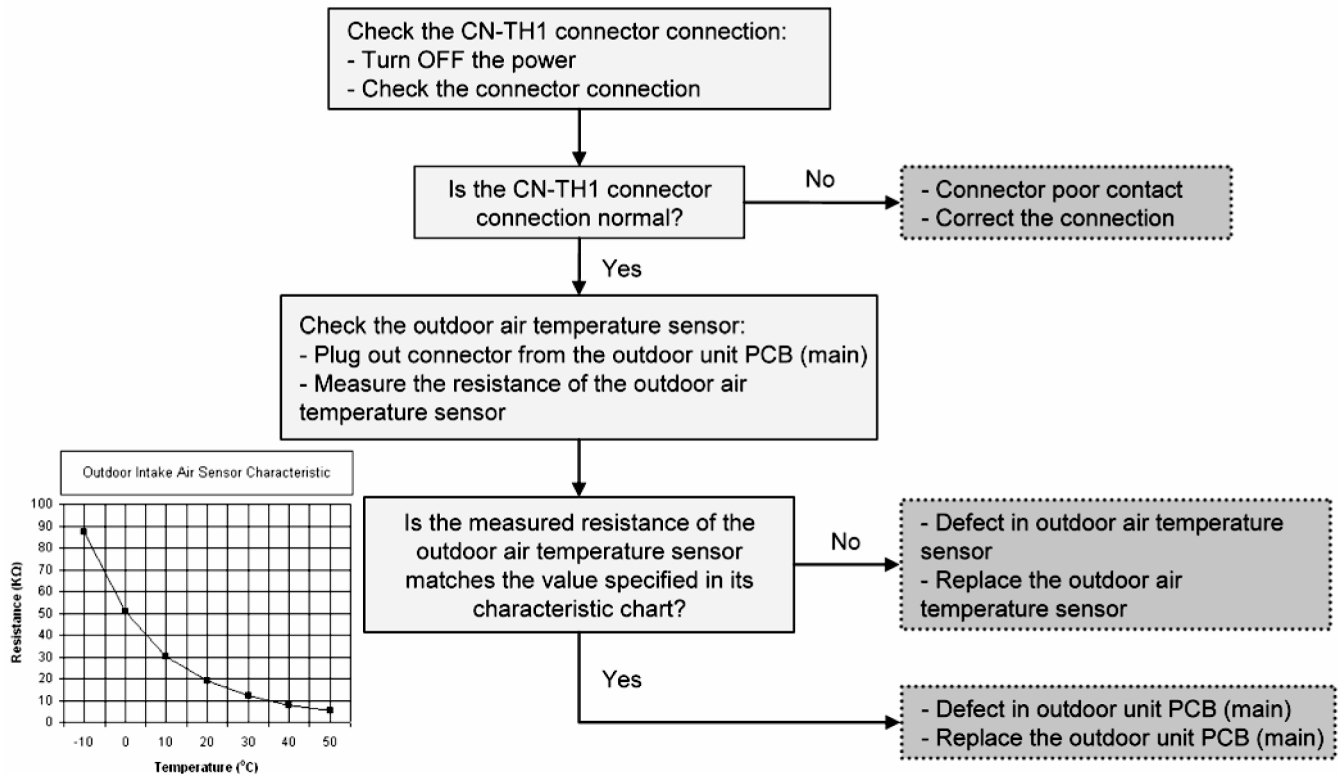 Check the CN-TH1 connector connection:
- Turn OFF the power
- Check the connector connection
Is the CN-TH1 connector
connection normal?
No
- Connector poor contact
- Correct the connection
Yes
Check the outdoor air temperature sensor:
- Plug out connector from the outdoor unit PCB (main)
- Measure the resistance of the outdoor air
temperature sensor
Is the measured resistance of the
outdoor air temperature sensor
matches the value specified in its
characteristic chart?
No
- Defect in outdoor air temperature
sensor
- Replace the outdoor air
temperature sensor
Yes
- Defect in outdoor unit PCB (main)
- Replace the outdoor unit PCB (main)
Outdoor Intake Air Sensor Characteristic
Resistance (KΩ)
100
90
80
70
60
50
40
30
20
10
0
-10 0 10 20 30 40 50
Temperature (°C)